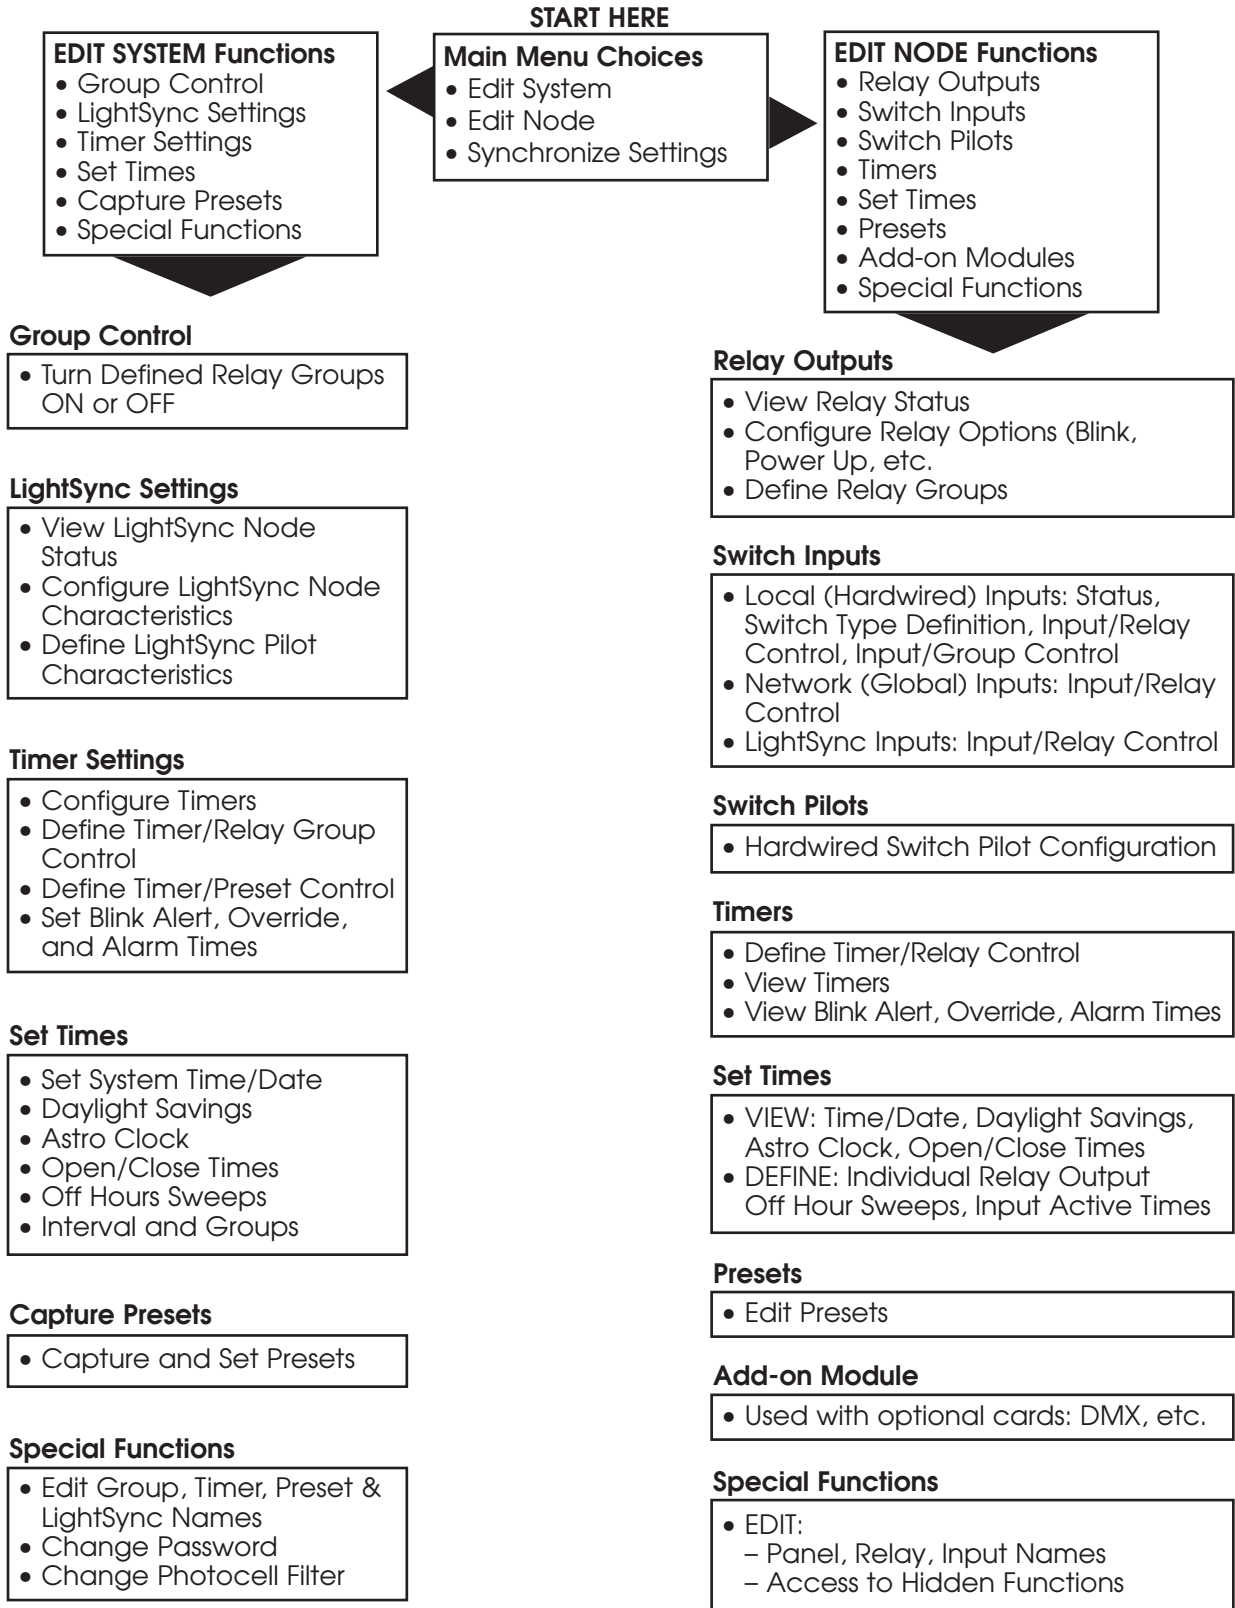 START HERE
Main Menu Choices
• Edit System
• Edit Node
• Synchronize Settings
EDIT SYSTEM Functions
• Group Control
• LightSync Settings
• Timer Settings
• Set Times
• Capture Presets
• Special Functions
Group Control
• Turn Defined Relay Groups
ON or OFF
LightSync Settings
• View LightSync Node
Status
• Configure LightSync Node
Characteristics
• Define LightSync Pilot
Characteristics
Timer Settings
• Configure Timers
• Define Timer/Relay Group
Control
• Define Timer/Preset Control
• Set Blink Alert, Override,
and Alarm Times
Set Times
• Set System Time/Date
• Daylight Savings
• Astro Clock
• Open/Close Times
• Off Hours Sweeps
• Interval and Groups
Capture Presets
• Capture and Set Presets
Special Functions
• Edit Group, Timer, Preset &
LightSync Names
• Change Password
• Change Photocell Filter
EDIT NODE Functions
• Relay Outputs
• Switch Inputs
• Switch Pilots
• Timers
• Set Times
• Presets
• Add-on Modules
• Special Functions
Relay Outputs
• View Relay Status
• Configure Relay Options (Blink,
Power Up, etc.
• Define Relay Groups
Switch Inputs
• Local (Hardwired) Inputs: Status,
Switch Type Definition, Input/Relay
Control, Input/Group Control
• Network (Global) Inputs: Input/Relay
Control
• LightSync Inputs: Input/Relay Control
Switch Pilots
• Hardwired Switch Pilot Configuration
Timers
• Define Timer/Relay Control
• View Timers
• View Blink Alert, Override, Alarm Times
Set Times
• VIEW: Time/Date, Daylight Savings,
Astro Clock, Open/Close Times
• DEFINE: Individual Relay Output
Off Hour Sweeps, Input Active Times
Presets
• Edit Presets
Add-on Module
• Used with optional cards: DMX, etc.
Special Functions
• EDIT:
– Panel, Relay, Input Names
– Access to Hidden Functions